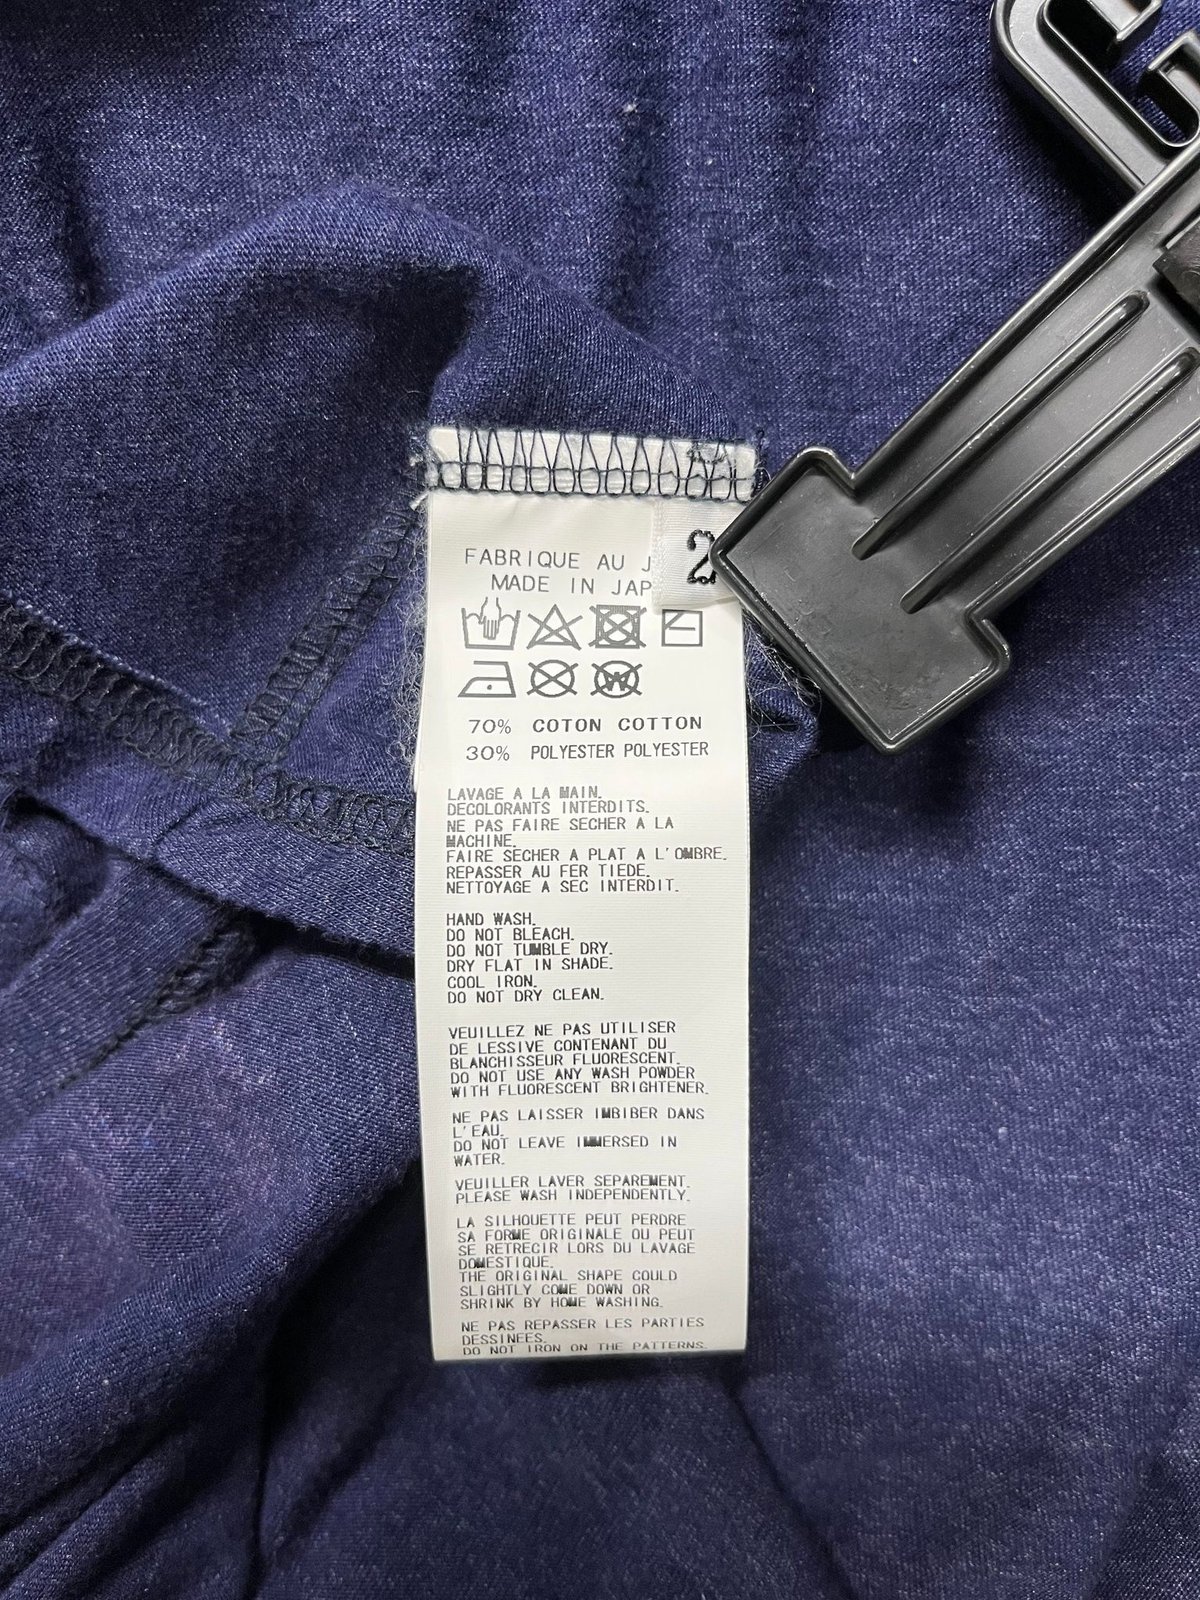 FABRIQUE AU J
2
MADE IN JAP
W
70% COTON COTTON
30% POLYESTER POLYESTER
LAVAGE A LA MAIN.
DECOLORANTS INTERDITS.
NE PAS FAIRE SECHER A LA
MACHINE.
FAIRE SECHER A PLAT A L'OMBRE.
REPASSER AU FER TIEDE.
NETTOYAGE A SEC INTERDIT.
HAND WASH.
DO NOT BLEACH.
DO NOT TUMBLE DRY.
DRY FLAT IN SHADE.
COOL IRON.
DO NOT DRY CLEAN.
VEUILLEZ NE PAS UTILISER
DE LESSIVE CONTENANT DU
BLANCHISSEUR FLUORESCENT.
DO NOT USE ANY WASH POWDER
WITH FLUORESCENT BRIGHTENER.
NE PAS LAISSER IMBIBER DANS
L'EAU.
DO NOT LEAVE IMMERSED IN
WATER.
VEUILLER LAVER SEPAREMENT.
PLEASE WASH INDEPENDENTLY.
LA SILHOUETTE PEUT PERDRE
SA FORME ORIGINALE OU PEUT
SE RETRECIR LORS DU LAVAGE
DOMESTIQUE.
THE ORIGINAL SHAPE COULD
SLIGHTLY COME DOWN OR
SHRINK BY HOME WASHING.
NE PAS REPASSER LES PARTIES
DESSINEES.
DO NOT IRON ON THE PATTERNS.